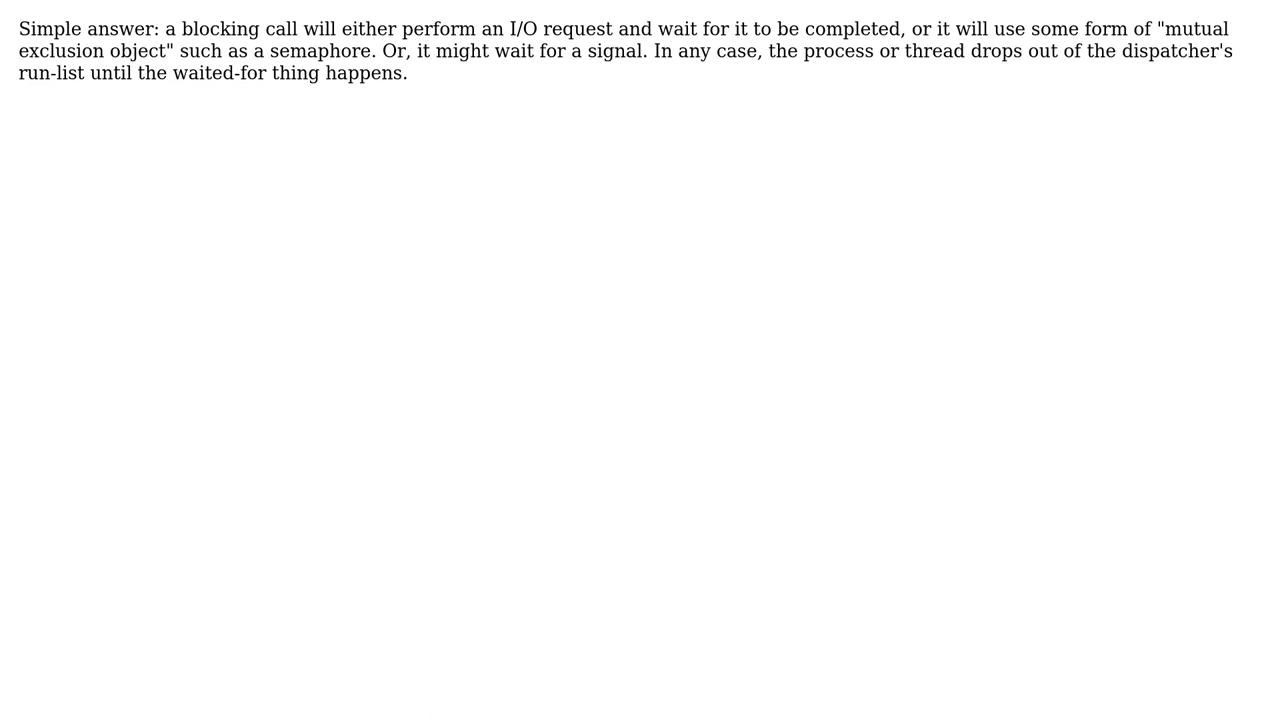 Simple answer: a blocking call will either perform an I/O request and wait for it to be completed, or it will use some form of "mutual
exclusion object" such as a semaphore. Or, it might wait for a signal. In any case, the process or thread drops out of the dispatcher's
run-list until the waited-for thing happens.